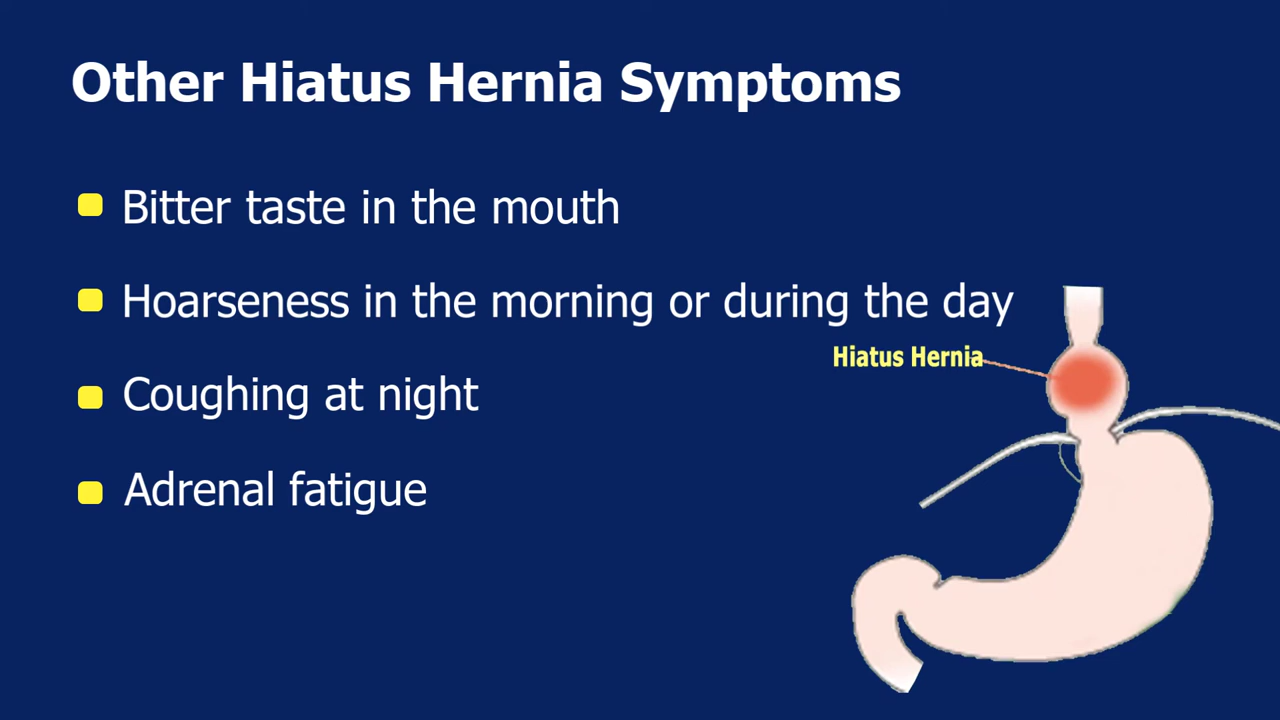 Other Hiatus Hernia Symptoms
Bitter taste in the mouth
Hoarseness in the morning or during the day
Hiatus Hernia
Coughing at night
Adrenal fatigue